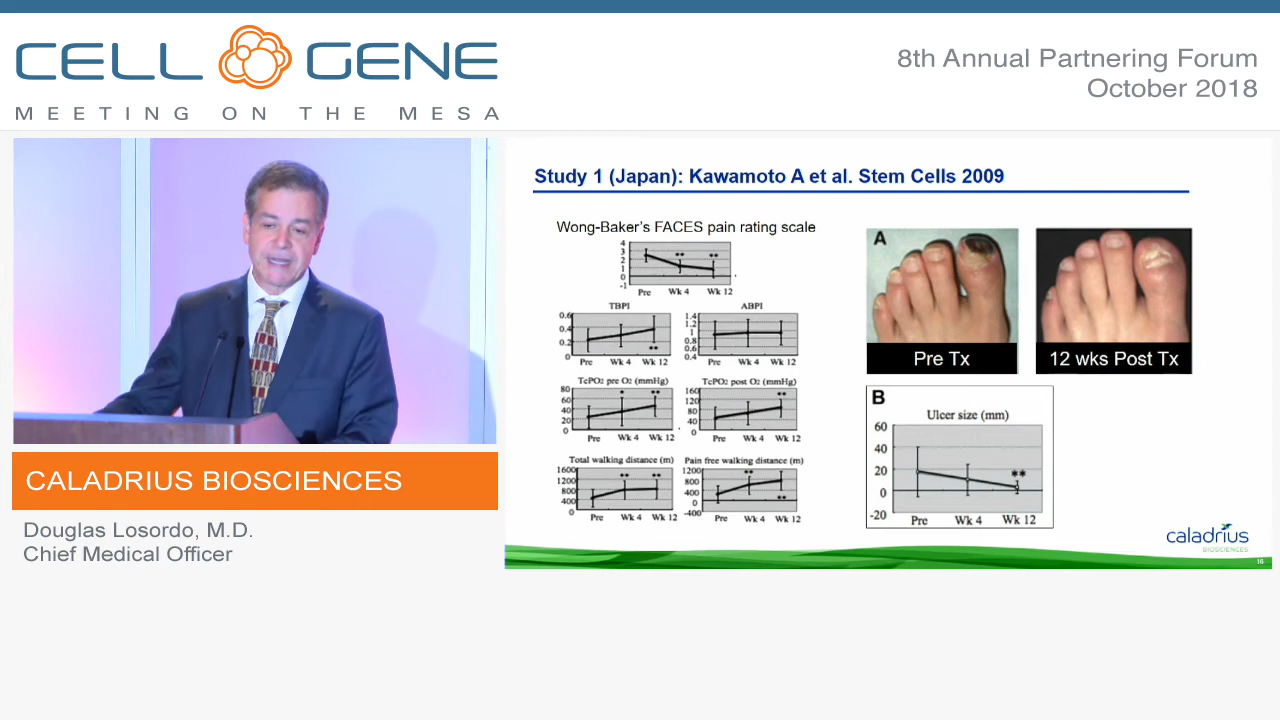 CELL GENE
MEETING ON THE MESA
8th Annual Partnering Forum
October 2018
CALADRIUS BIOSCIENCES
Douglas Losordo, M.D.
Chief Medical Officer
Study 1 (Japan): Kawamoto A et al. Stem Cells 2009
Wong-Baker's FACES pain rating scale
4
3
2
1
0
-1
** **
Pre Wk 4 Wk 12
TBPI
0.6
0.4
0.2
0
**
Pre Wk 4 Wk 12
ABPI
1.4
1.2
1
0.8
0.6
0.4
Pre Wk 4 Wk 12
TcPO2 pre O2 (mmHg)
80
60
40
20
0
* **
Pre Wk 4 Wk 12
TcPO2 post O2 (mmHg)
160
120
80
40
0
**
Pre Wk 4 Wk 12
Total walking distance (m)
1600
1200
800
400
0
** **
Pre Wk 4 Wk 12
Pain free walking distance (m)
1200
800
400
0
-400
**
**
Pre Wk 4 Wk 12
A
Pre Tx
12 wks Post Tx
B
Ulcer size (mm)
60
40
20
0
-20
**
Pre Wk 4 Wk 12
caladrius
BIOSCIENCES
16